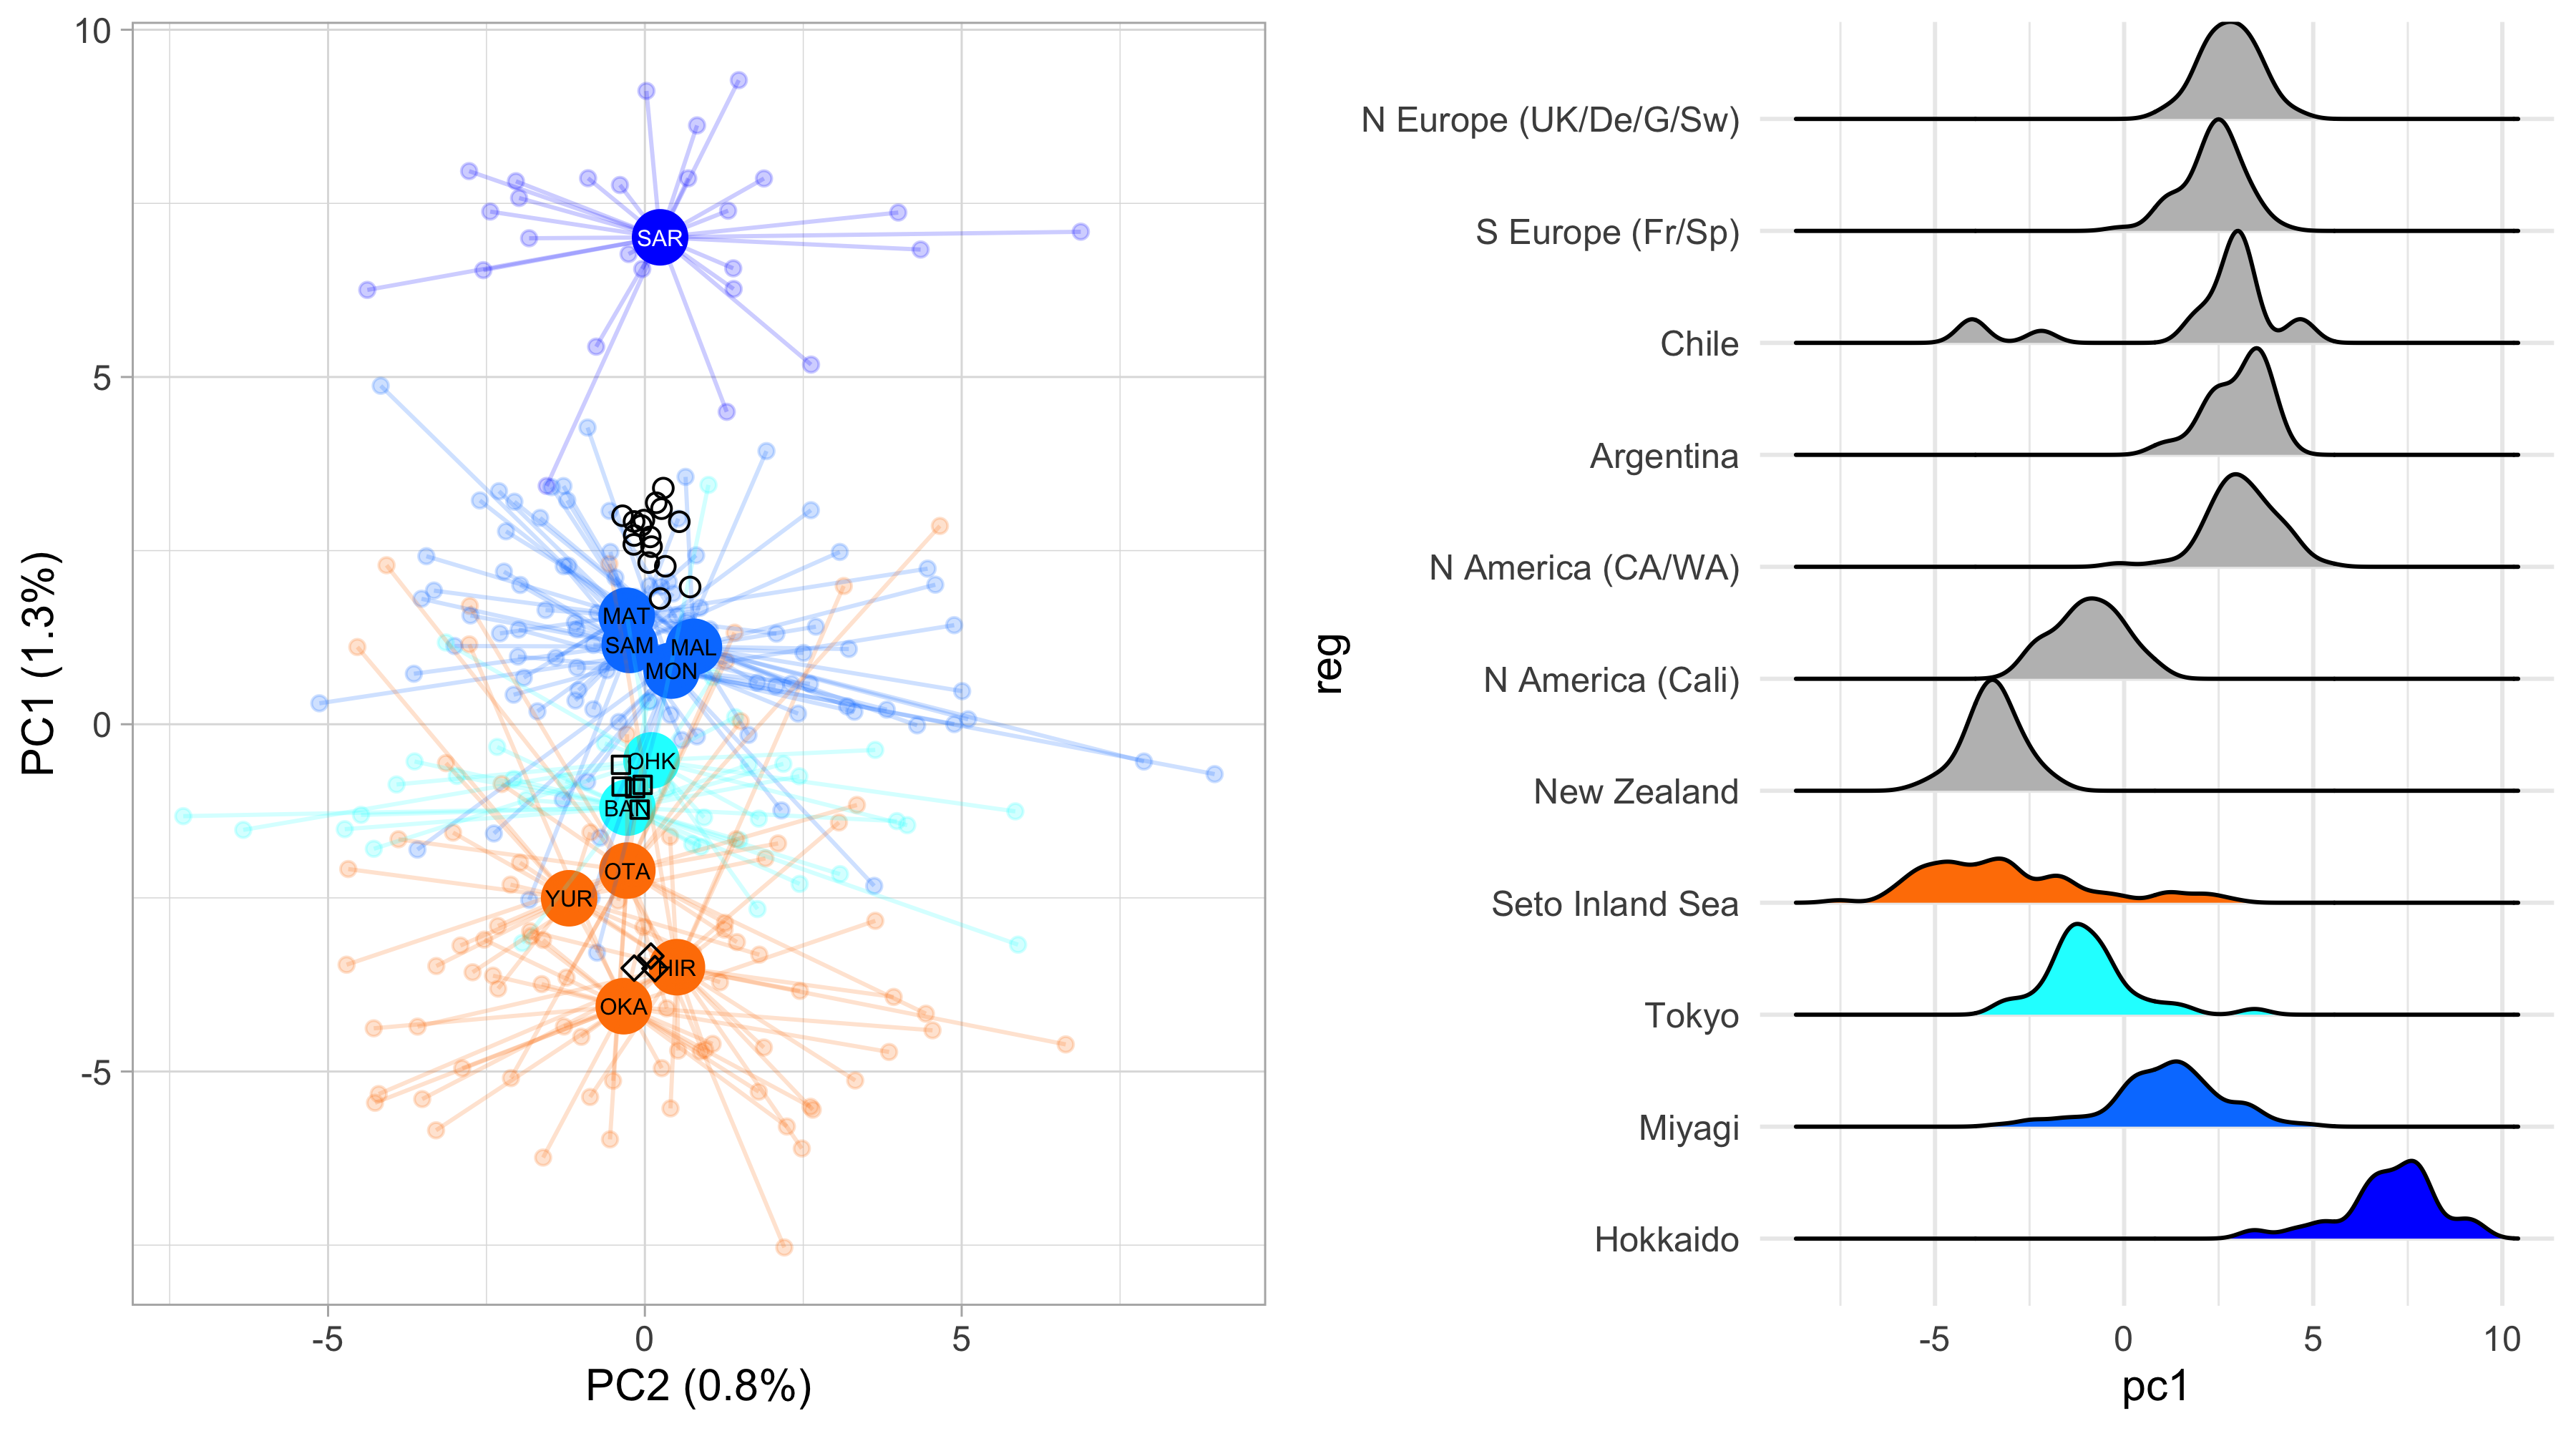 10
5
0
-5
PC1 (1.3%)
SAR
MAT
SAM
MAL
MON
OHK
BAN
OTA
YUR
HIR
OKA
-5
0
5
PC2 (0.8%)
reg
N Europe (UK/De/G/Sw)
S Europe (Fr/Sp)
Chile
Argentina
N America (CA/WA)
N America (Cali)
New Zealand
Seto Inland Sea
Tokyo
Miyagi
Hokkaido
-5
0
5
10
pc1